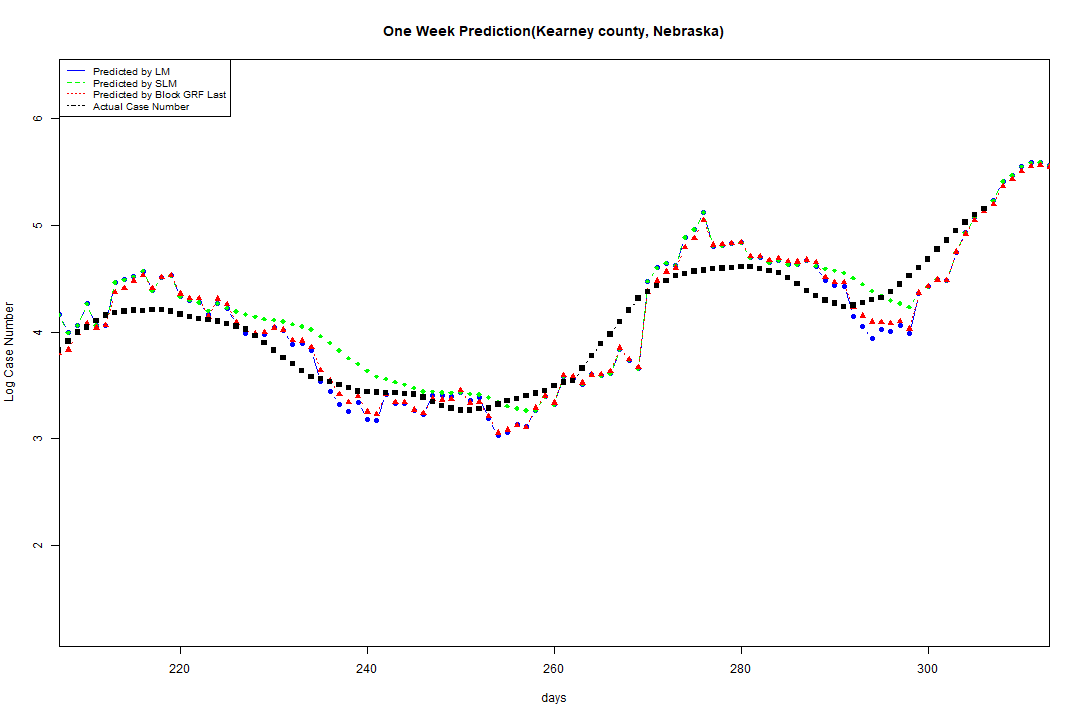 One Week Prediction(Kearney county, Nebraska)
Predicted by LM
Predicted by SLM
Predicted by Block GRF Last
Actual Case Number
6
5
4
3
2
Log Case Number
220 240 260 280 300
days